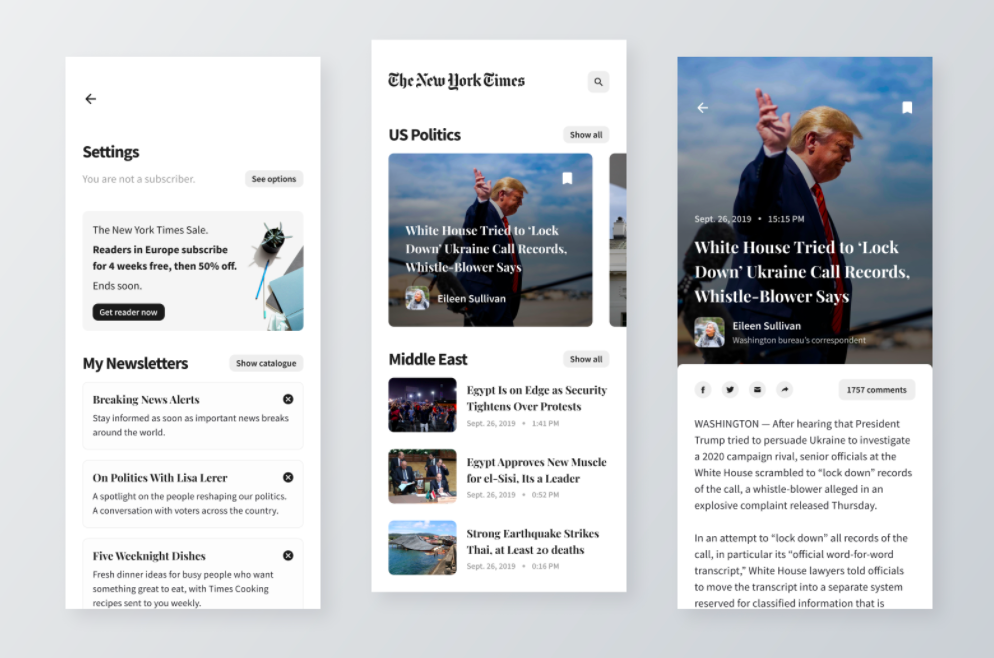 Settings
You are not a subscriber.
See options
The New York Times Sale.
Readers in Europe subscribe
for 4 weeks free, then 50% off.
Ends soon.
Get reader now
My Newsletters
Show catalogue
Breaking News Alerts
Stay informed as soon as important news breaks
around the world.
On Politics With Lisa Lerer
A spotlight on the people reshaping our politics.
A conversation with voters across the country.
Five Weeknight Dishes
Fresh dinner ideas for busy people who want
something great to eat, with Times Cooking
recipes sent to you weekly.
The New York Times
US Politics
Show all
White House Tried to ‘Lock
Down’ Ukraine Call Records,
Whistle-Blower Says
Eileen Sullivan
Middle East
Show all
Egypt Is on Edge as Security
Tightens Over Protests
Sept. 26, 2019 • 1:41 PM
Egypt Approves New Muscle
for el-Sisi, Its a Leader
Sept. 26, 2019 • 0:52 PM
Strong Earthquake Strikes
Thai, at Least 20 deaths
Sept. 26, 2019 • 0:16 PM
Sept. 26, 2019 • 15:15 PM
White House Tried to ‘Lock
Down’ Ukraine Call Records,
Whistle-Blower Says
Eileen Sullivan
Washington bureau’s correspondent
1757 comments
WASHINGTON — After hearing that President
Trump tried to persuade Ukraine to investigate
a 2020 campaign rival, senior officials at the
White House scrambled to “lock down” records
of the call, a whistle-blower alleged in an
explosive complaint released Thursday.
In an attempt to “lock down” all records of the
call, in particular its “official word-for-word
transcript,” White House lawyers told officials
to move the transcript into a separate system
reserved for classified information that is